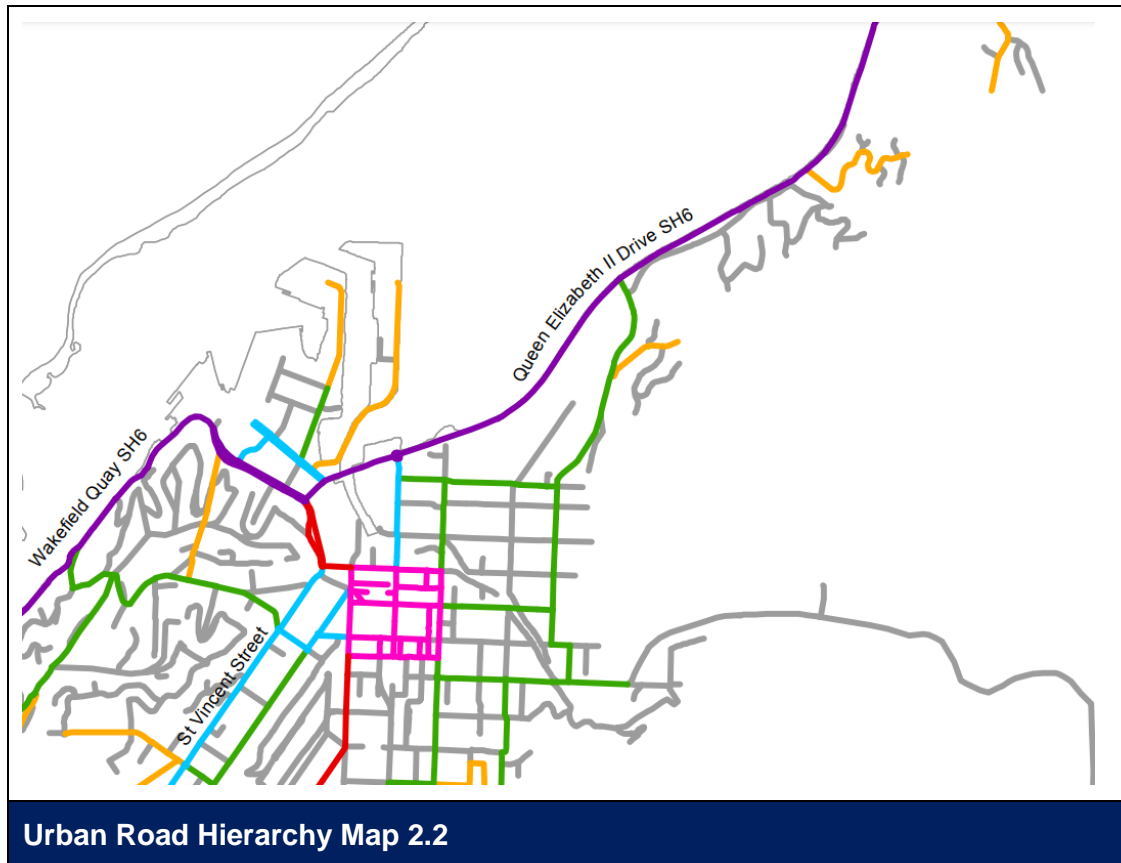 Queen Elizabeth II Drive SH6
Wakefield Quay SH6
St Vincent Street
Urban Road Hierarchy Map 2.2